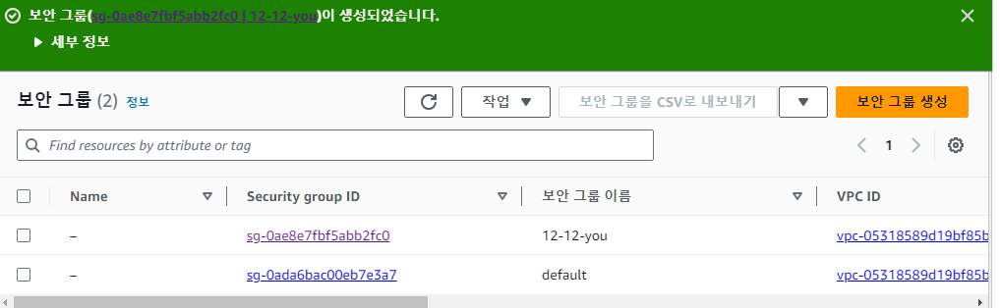 보안 그룹(sg-0ae8e7fbf5abb2fc0 | 12-12-you)이 생성되었습니다.
세부 정보
보안 그룹 (2) 정보 작업 보안 그룹을 CSV로 내보내기 보안 그룹 생성
Find resources by attribute or tag 1
Name Security group ID 보안 그룹 이름 VPC ID
– sg-0ae8e7fbf5abb2fc0 12-12-you vpc-05318589d19bf85b
– sg-0ada6bac00eb7e3a7 default vpc-05318589d19bf85b